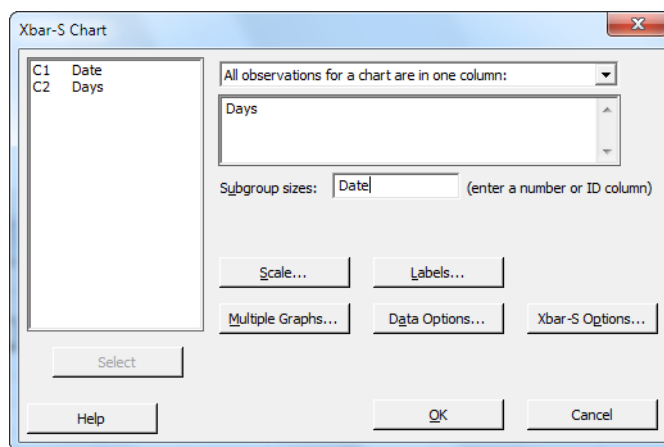 Xbar-S Chart
C1 Date
C2 Days
All observations for a chart are in one column:
Days
Subgroup sizes: Date (enter a number or ID column)
Scale... Labels...
Multiple Graphs... Data Options... Xbar-S Options...
Select
Help OK Cancel